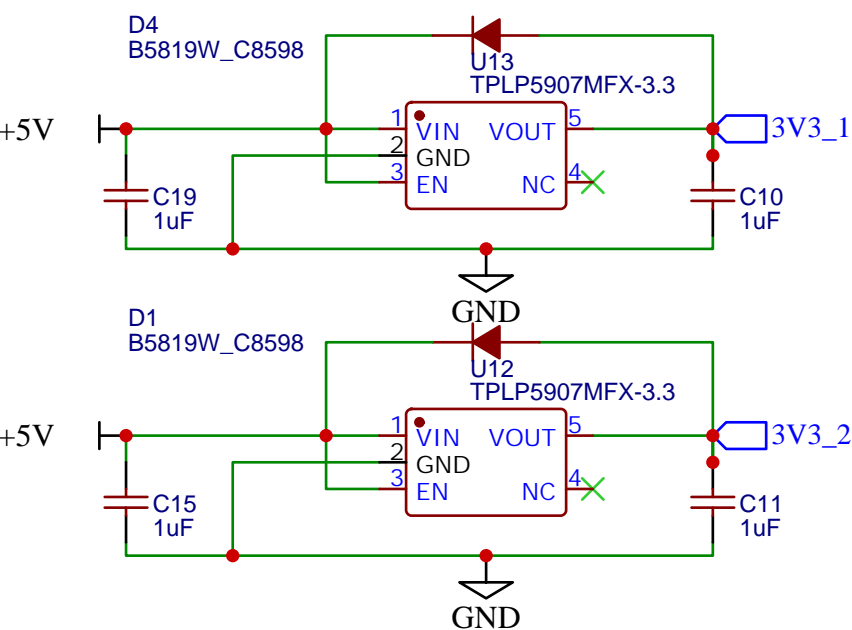 D4
B5819W_C8598
U13
TPLP5907MFX-3.3
+5V
1
VIN
VOUT
5
3V3_1
2
GND
3
EN
NC
4
C19
1uF
C10
1uF
GND
D1
B5819W_C8598
U12
TPLP5907MFX-3.3
+5V
1
VIN
VOUT
5
3V3_2
2
GND
3
EN
NC
4
C15
1uF
C11
1uF
GND